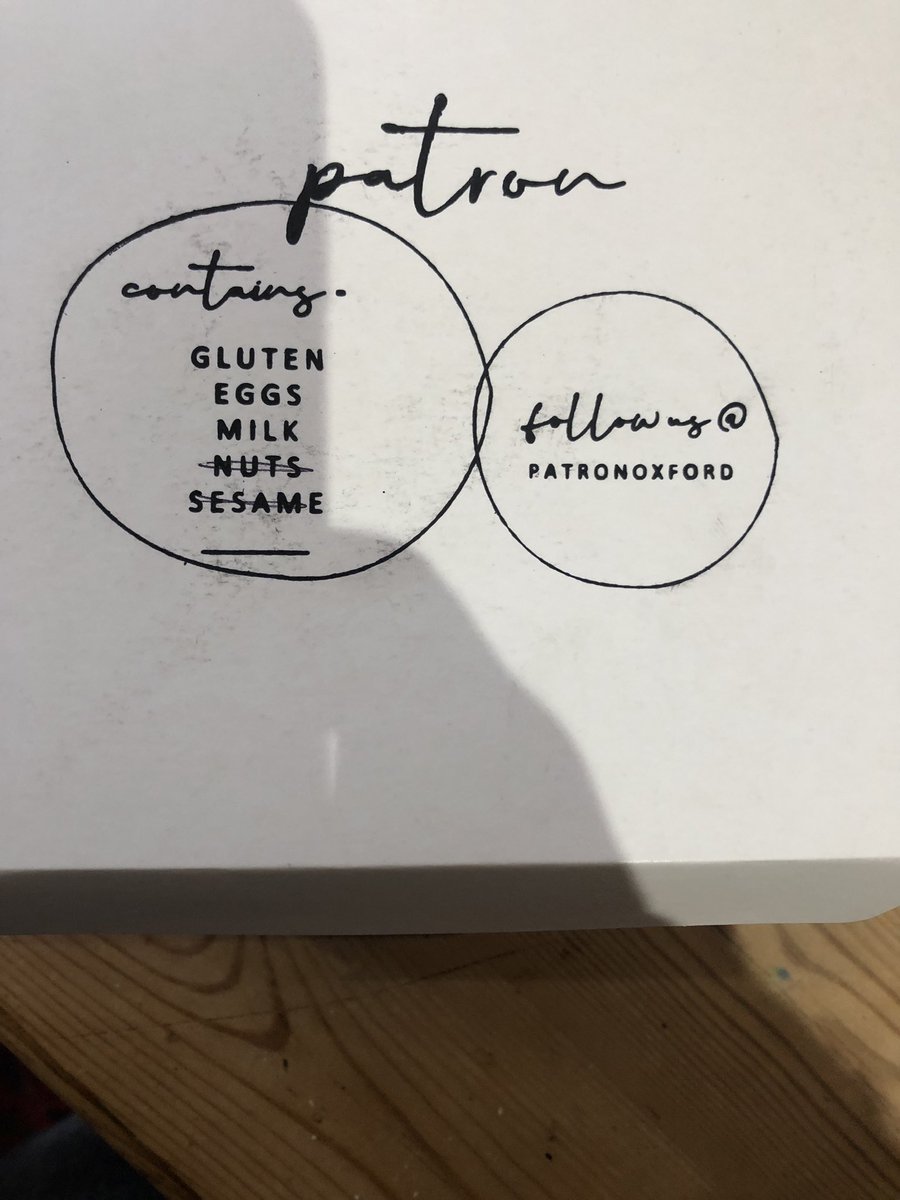 patron
contains-
GLUTEN
EGGS
MILK
NUTS
SESAME
follow us @
PATRONOXFORD